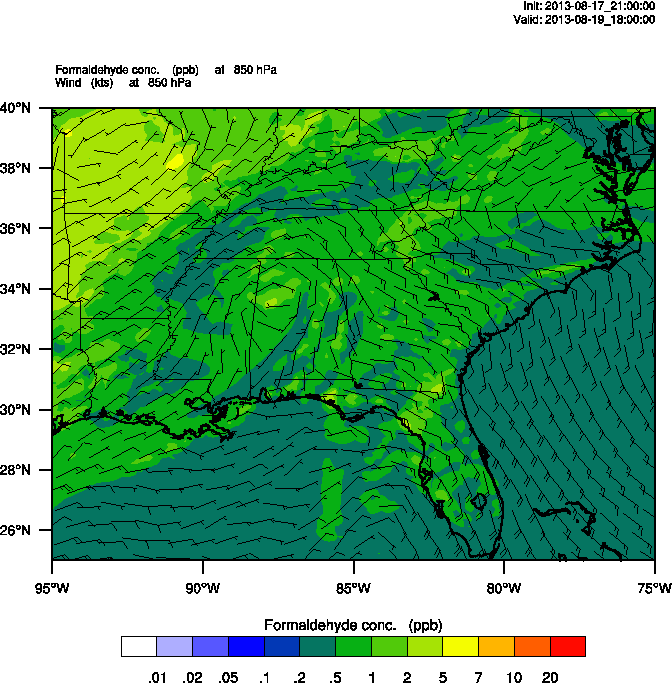 Init: 2013-08-17_21:00:00
Valid: 2013-08-19_18:00:00
Formaldehyde conc. (ppb) at 850 hPa
Wind (kts) at 850 hPa
40°N
38°N
36°N
34°N
32°N
30°N
28°N
26°N
95°W 90°W 85°W 80°W 75°W
Formaldehyde conc. (ppb)
.01 .02 .05 .1 .2 .5 1 2 5 7 10 20